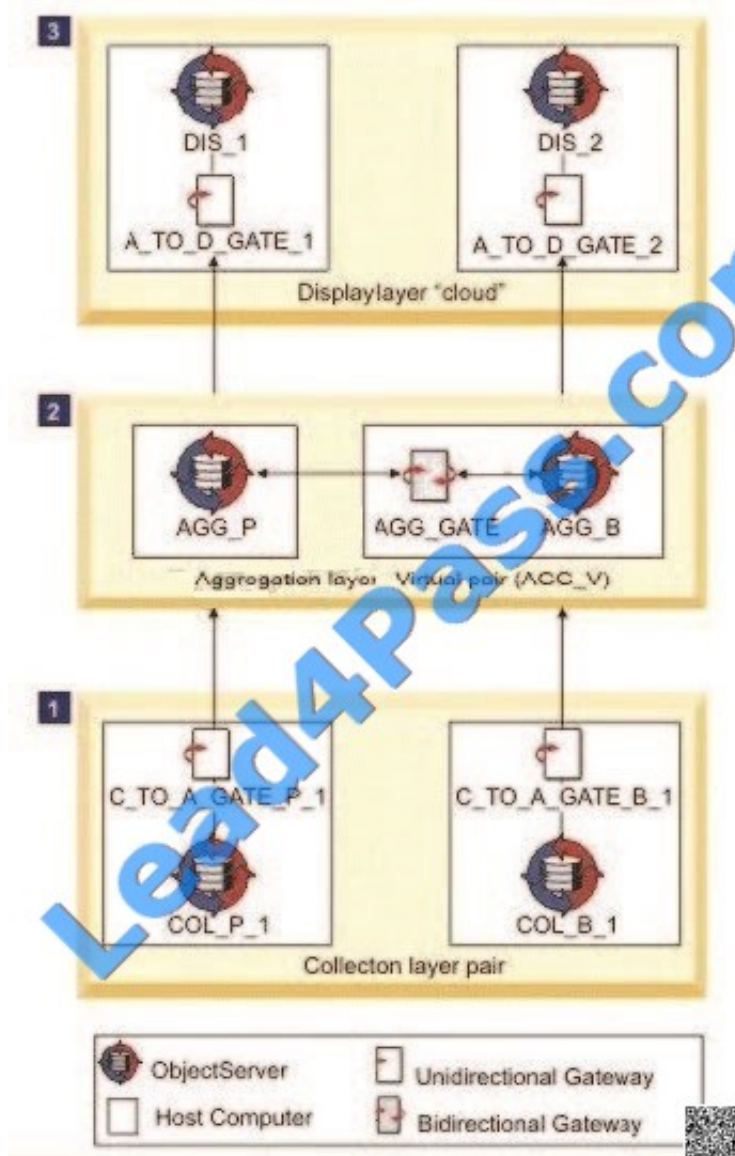 3
DIS_1
DIS_2
A_TO_D_GATE_1
A_TO_D_GATE_2
Displaylayer "cloud"
2
AGG_P
AGG_GATE
AGG_B
Aggregation layer Virtual pair (ACC_V)
1
C_TO_A_GATE_P_1
C_TO_A_GATE_B_1
COL_P_1
COL_B_1
Collecton layer pair
ObjectServer
Unidirectional Gateway
Host Computer
Bidirectional Gateway
Lead4Pass.com